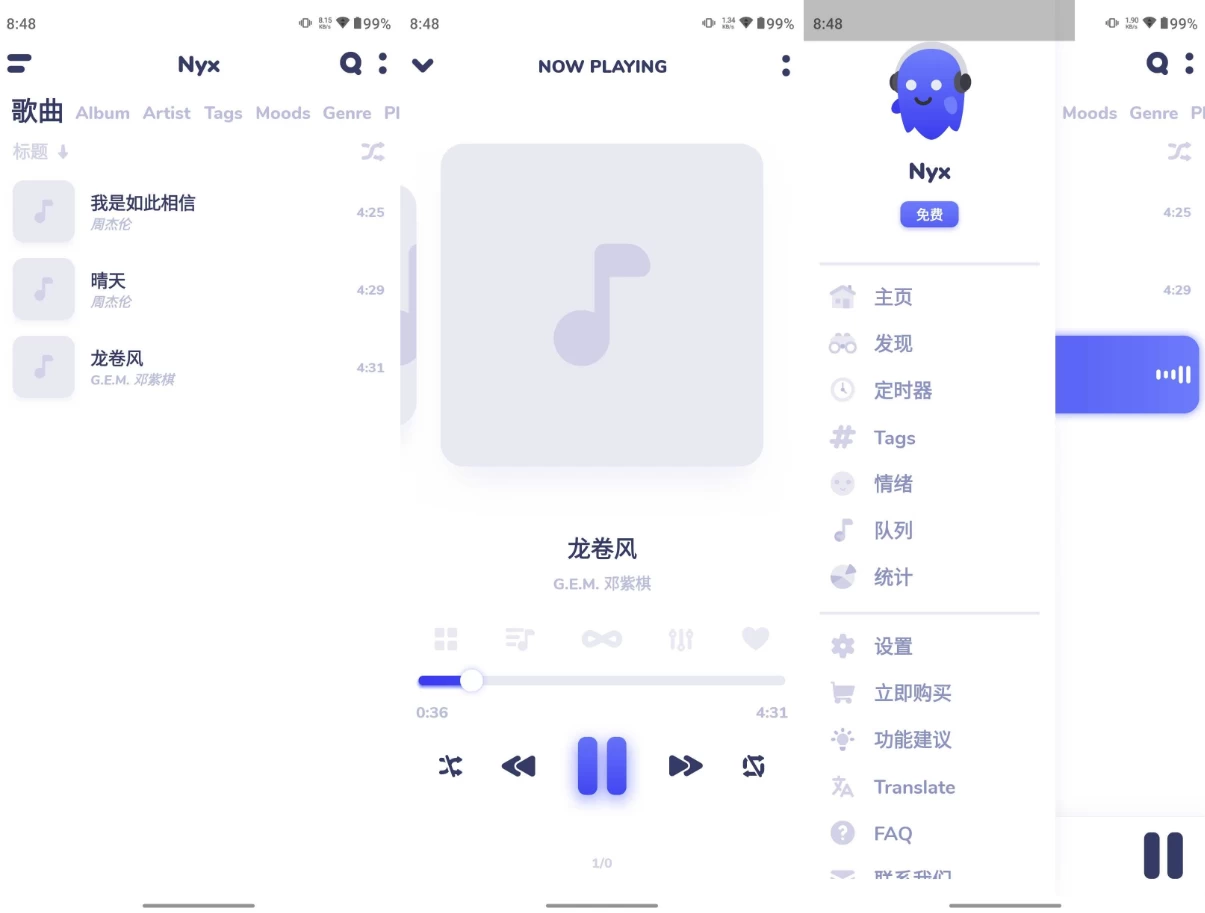 8:48
8.15
KB/s
99%
Nyx
歌曲 Album Artist Tags Moods Genre Pl
标题
我是如此相信
周杰伦
4:25
晴天
周杰伦
4:29
龙卷风
G.E.M. 邓紫棋
4:31
8:48
1.34
KB/s
99%
NOW PLAYING
龙卷风
G.E.M. 邓紫棋
0:36
4:31
1/0
8:48
1.90
KB/s
99%
Nyx
免费
主页
发现
定时器
Tags
情绪
队列
统计
设置
立即购买
功能建议
Translate
FAQ
联系我们
Moods Genre Pl
4:25
4:29